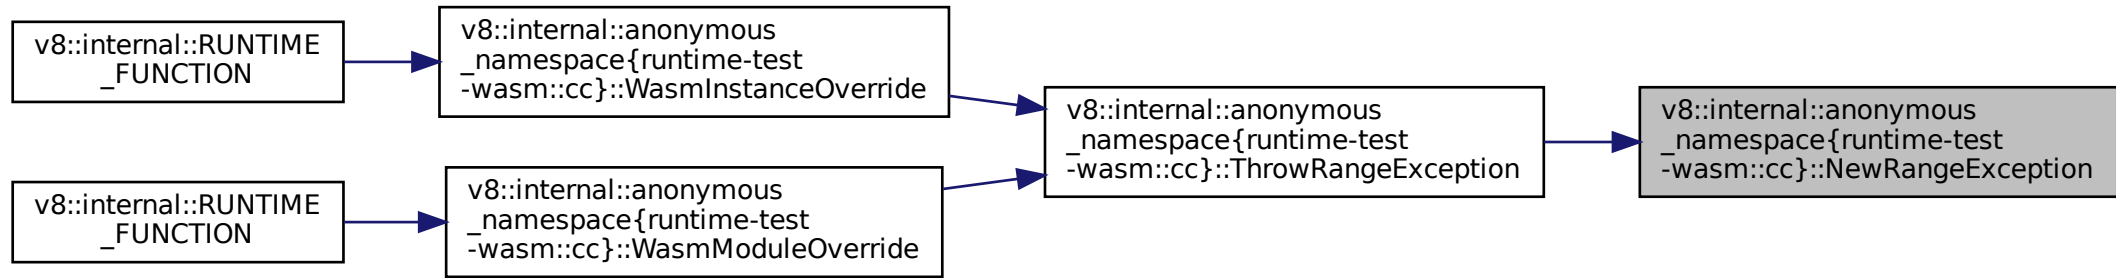 v8::internal::RUNTIME
_FUNCTION
v8::internal::anonymous
_namespace{runtime-test
-wasm::cc}::WasmInstanceOverride
v8::internal::anonymous
_namespace{runtime-test
-wasm::cc}::ThrowRangeException
v8::internal::anonymous
_namespace{runtime-test
-wasm::cc}::NewRangeException
v8::internal::RUNTIME
_FUNCTION
v8::internal::anonymous
_namespace{runtime-test
-wasm::cc}::WasmModuleOverride